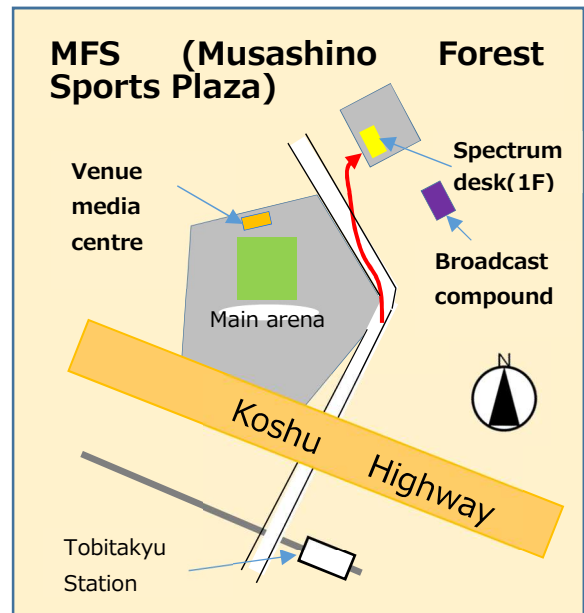 MFS (Musashino Forest
Sports Plaza)
Venue
media
centre
Spectrum
desk(1F)
Broadcast
compound
Main arena
N
Koshu Highway
Tobitakyu
Station